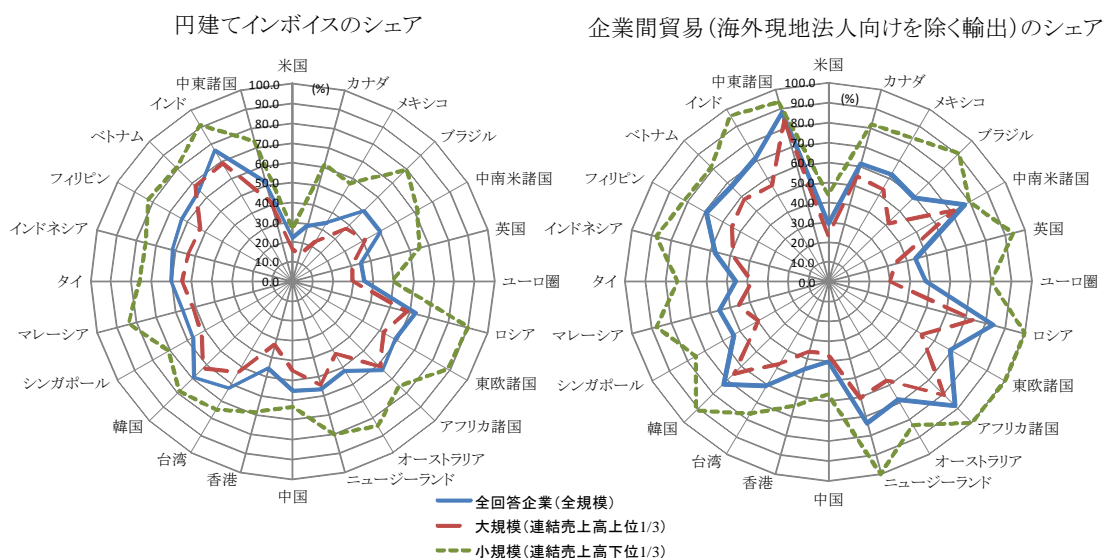 円建てインボイスのシェア
米国
カナダ
メキシコ
ブラジル
中南米諸国
英国
ユーロ圏
ロシア
東欧諸国
アフリカ諸国
オーストラリア
ニュージーランド
中国
香港
台湾
韓国
シンガポール
マレーシア
タイ
インドネシア
フィリピン
ベトナム
インド
中東諸国
(%)
100.0
90.0
80.0
70.0
60.0
50.0
40.0
30.0
20.0
10.0
0.0
企業間貿易(海外現地法人向けを除く輸出)のシェア
米国
カナダ
メキシコ
ブラジル
中南米諸国
英国
ユーロ圏
ロシア
東欧諸国
アフリカ諸国
オーストラリア
ニュージーランド
中国
香港
台湾
韓国
シンガポール
マレーシア
タイ
インドネシア
フィリピン
ベトナム
インド
中東諸国
(%)
100.0
90.0
80.0
70.0
60.0
50.0
40.0
30.0
20.0
10.0
0.0
全回答企業(全規模)
大規模(連結売上高上位1/3)
小規模(連結売上高下位1/3)